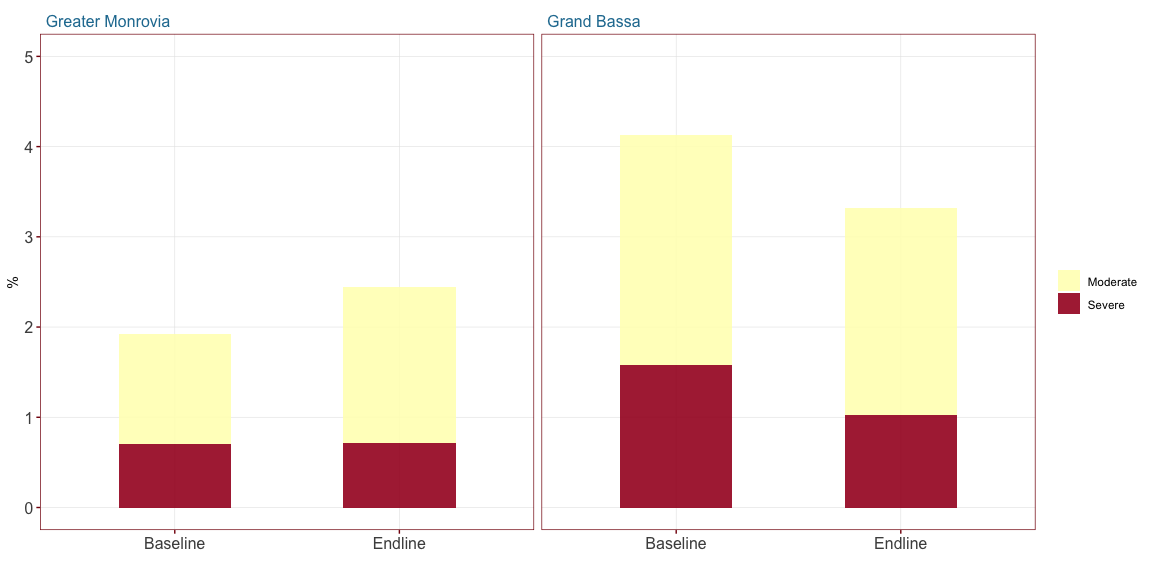 Greater Monrovia
Grand Bassa
5
4
3
2
1
0
%
Baseline
Endline
Baseline
Endline
Moderate
Severe